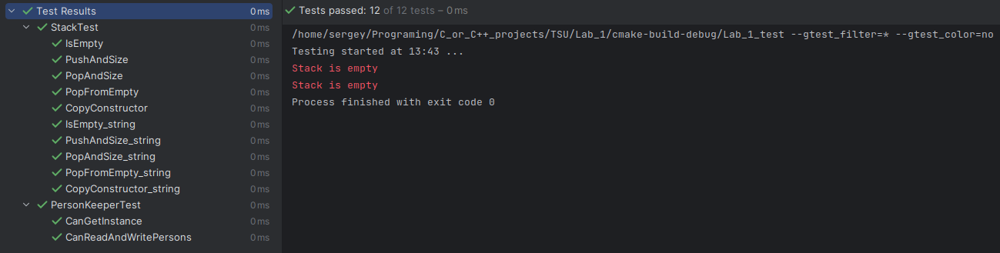 Test Results 0 ms
StackTest 0 ms
IsEmpty 0 ms
PushAndSize 0 ms
PopAndSize 0 ms
PopFromEmpty 0 ms
CopyConstructor 0 ms
IsEmpty_string 0 ms
PushAndSize_string 0 ms
PopAndSize_string 0 ms
PopFromEmpty_string 0 ms
CopyConstructor_string 0 ms
PersonKeeperTest 0 ms
CanGetInstance 0 ms
CanReadAndWritePersons 0 ms
Tests passed: 12 of 12 tests – 0 ms
/home/sergey/Programing/C_or_C++_projects/TSU/Lab_1/cmake-build-debug/Lab_1_test --gtest_filter=* --gtest_color=no
Testing started at 13:43 ...
Stack is empty
Stack is empty
Process finished with exit code 0